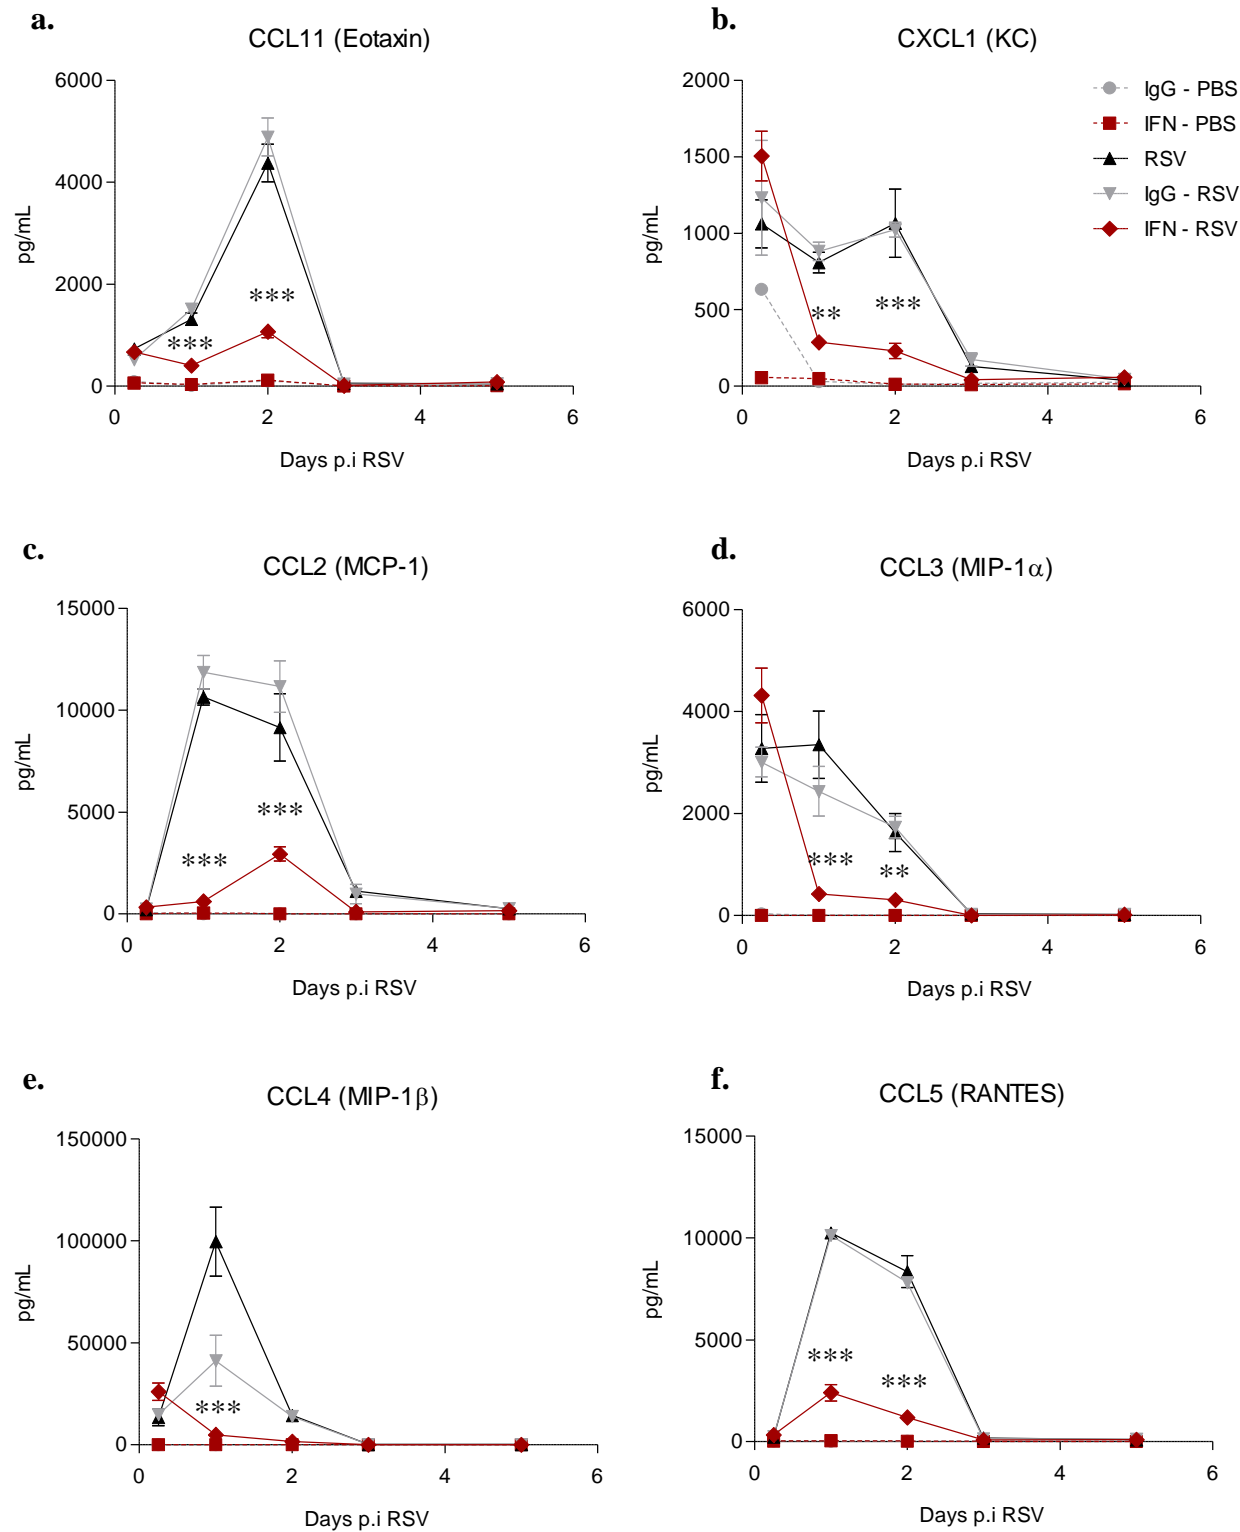 a.
CCL11 (Eotaxin)
6000
4000
2000
0
pg/mL
***
***
0 2 4 6
Days p.i RSV
b.
CXCL1 (KC)
2000
1500
1000
500
0
pg/mL
**
***
0 2 4 6
Days p.i RSV
IgG - PBS
IFN - PBS
RSV
IgG - RSV
IFN - RSV
c.
CCL2 (MCP-1)
15000
10000
5000
0
pg/mL
***
***
0 2 4 6
Days p.i RSV
d.
CCL3 (MIP-1α)
6000
4000
2000
0
pg/mL
***
**
0 2 4 6
Days p.i RSV
e.
CCL4 (MIP-1β)
150000
100000
50000
0
pg/mL
***
0 2 4 6
Days p.i RSV
f.
CCL5 (RANTES)
15000
10000
5000
0
pg/mL
***
***
0 2 4 6
Days p.i RSV